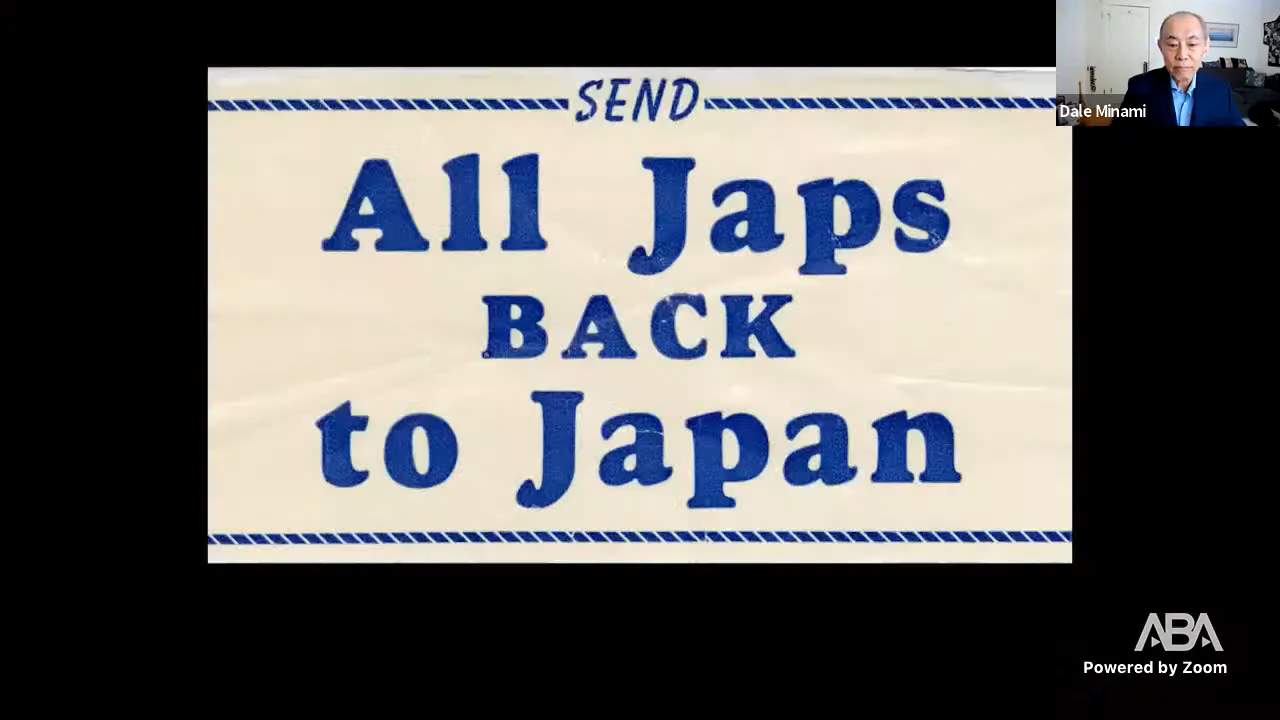 SEND
All Japs
BACK
to Japan
Dale Minami
ABA
Powered by Zoom